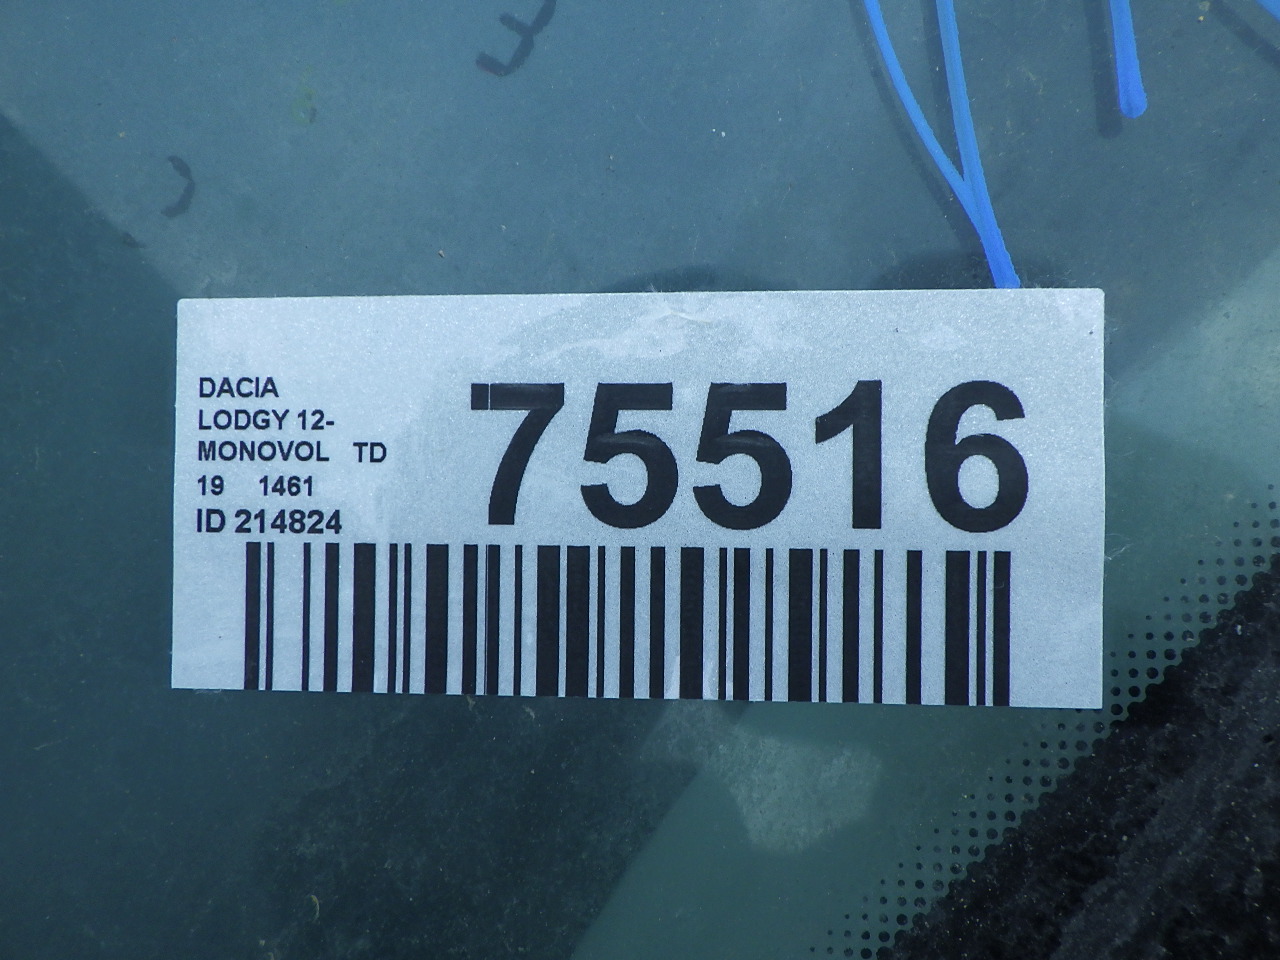 DACIA
LODGY 12-
MONOVOL TD
19 1461
ID 214824
75516